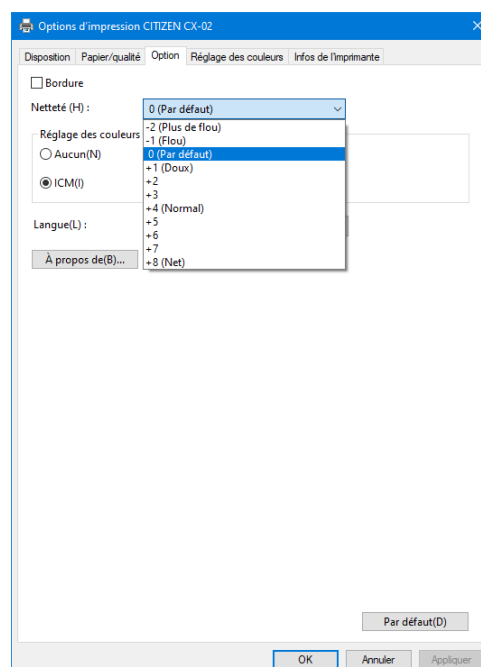 Options d'impression CITIZEN CX-02
Disposition Papier/qualité Option Réglage des couleurs Infos de l'imprimante
Bordure
Netteté (H) : 0 (Par défaut)
-2 (Plus de flou)
-1 (Flou)
Réglage des couleurs
0 (Par défaut)
Aucun(N)
+1 (Doux)
+2
ICM(I)
+3
+4 (Normal)
Langue(L) :
+5
+6
+7
À propos de(B)...
+8 (Net)
Par défaut(D)
OK Annuler Appliquer